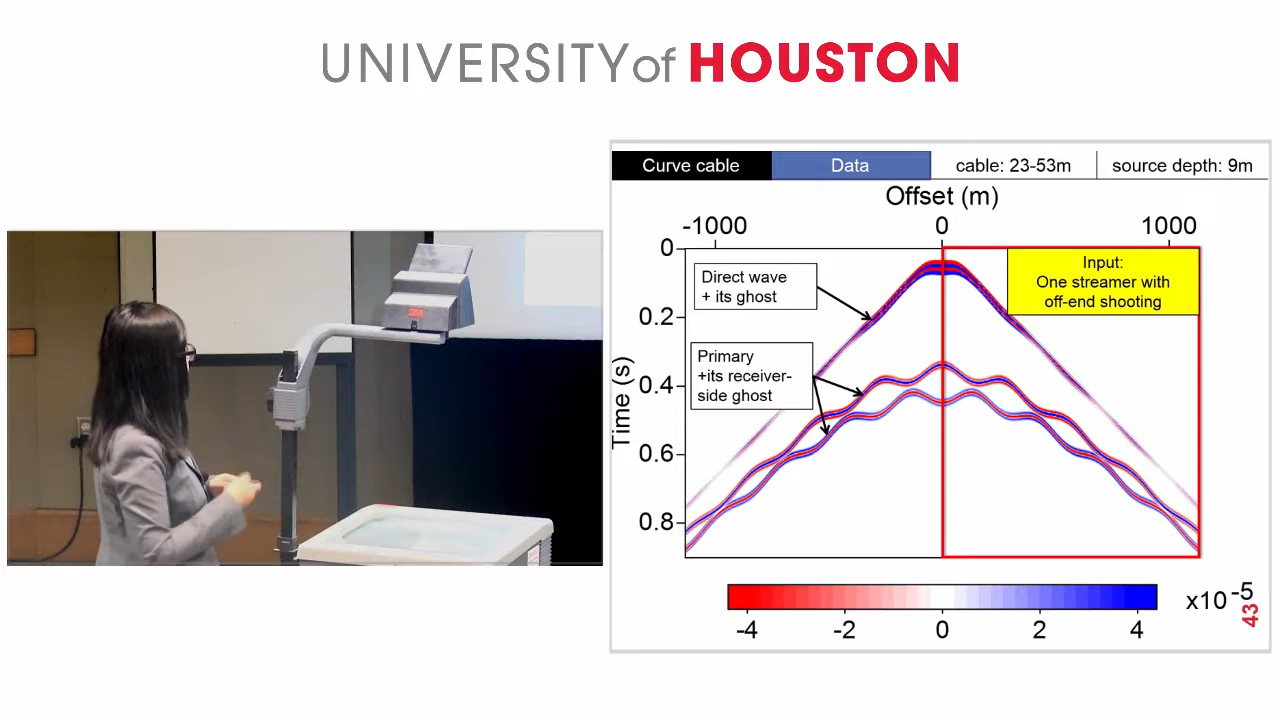 UNIVERSITY of HOUSTON
Curve cable Data cable: 23-53m source depth: 9m
Offset (m)
-1000 0 1000
0
0.2
0.4
0.6
0.8
Time (s)
Direct wave
+ its ghost
Primary
+its receiver-
side ghost
Input:
One streamer with
off-end shooting
-4 -2 0 2 4
x10 -5
43